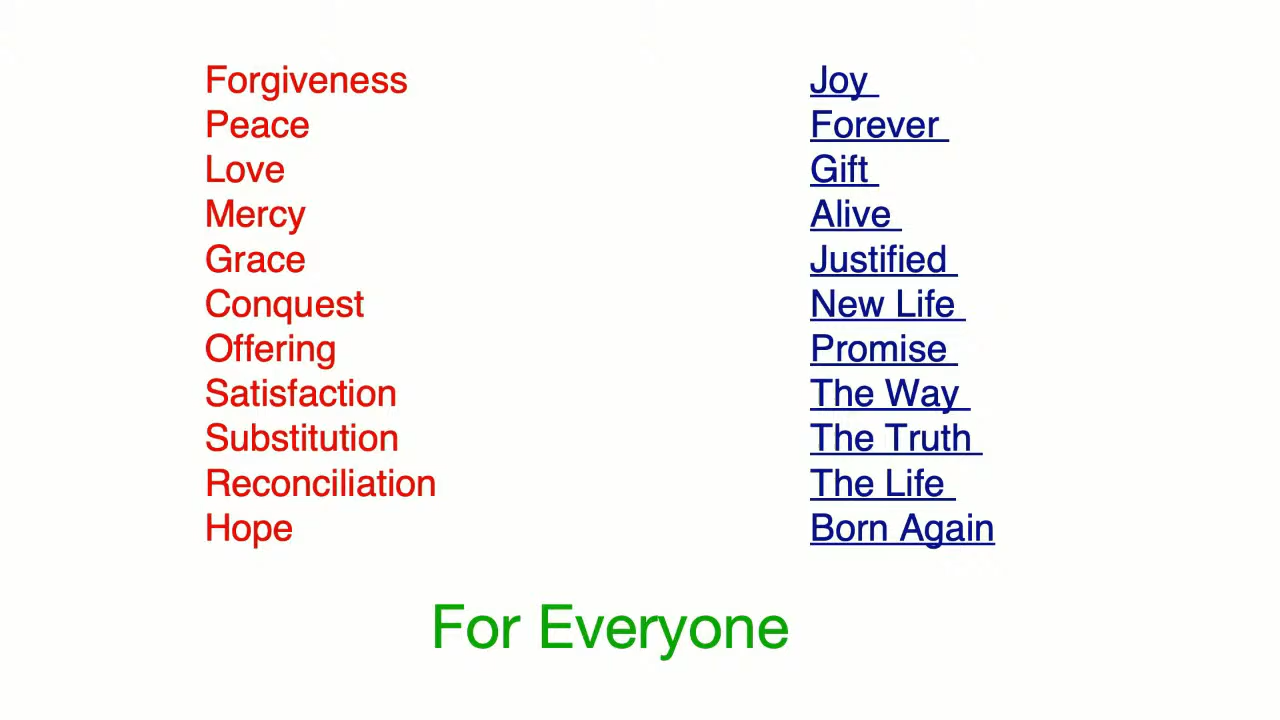 Forgiveness
Peace
Love
Mercy
Grace
Conquest
Offering
Satisfaction
Substitution
Reconciliation
Hope
Joy
Forever
Gift
Alive
Justified
New Life
Promise
The Way
The Truth
The Life
Born Again
For Everyone